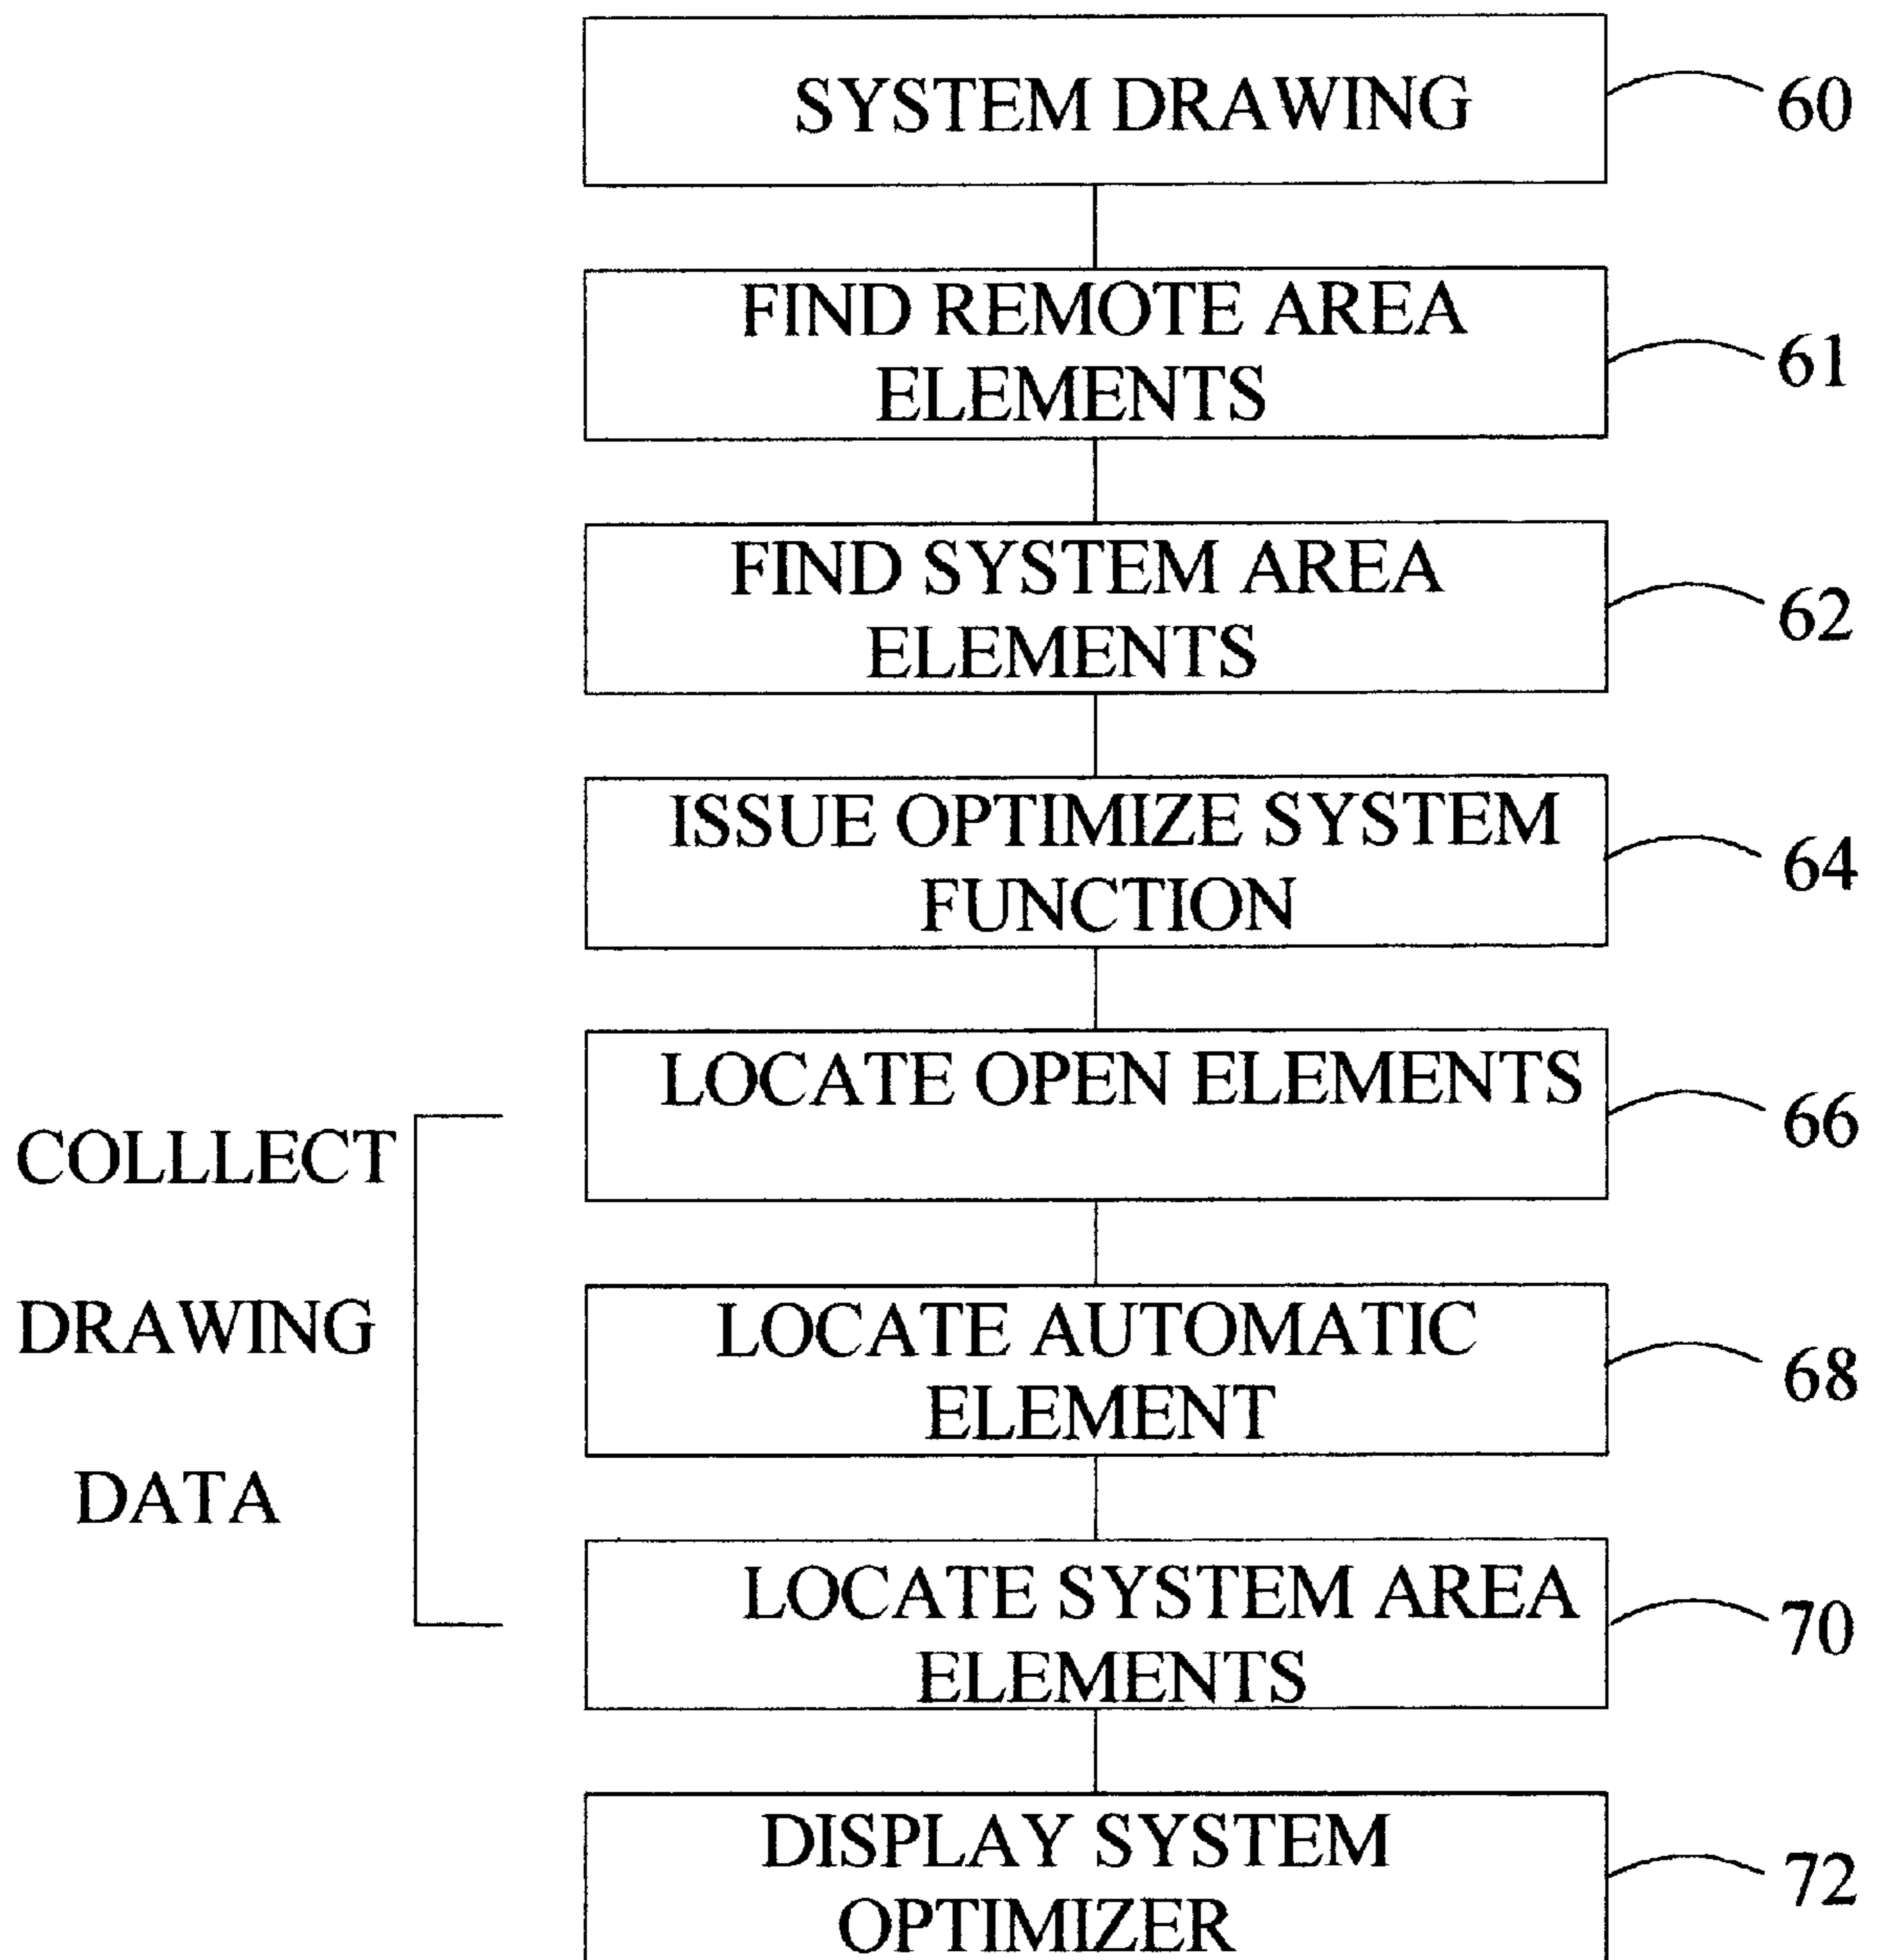 SYSTEM DRAWING
60
FIND REMOTE AREA
ELEMENTS
61
FIND SYSTEM AREA
ELEMENTS
62
ISSUE OPTIMIZE SYSTEM
FUNCTION
64
LOCATE OPEN ELEMENTS
66
COLLLECT
DRAWING
DATA
LOCATE AUTOMATIC
ELEMENT
68
LOCATE SYSTEM AREA
ELEMENTS
70
DISPLAY SYSTEM
OPTIMIZER
72